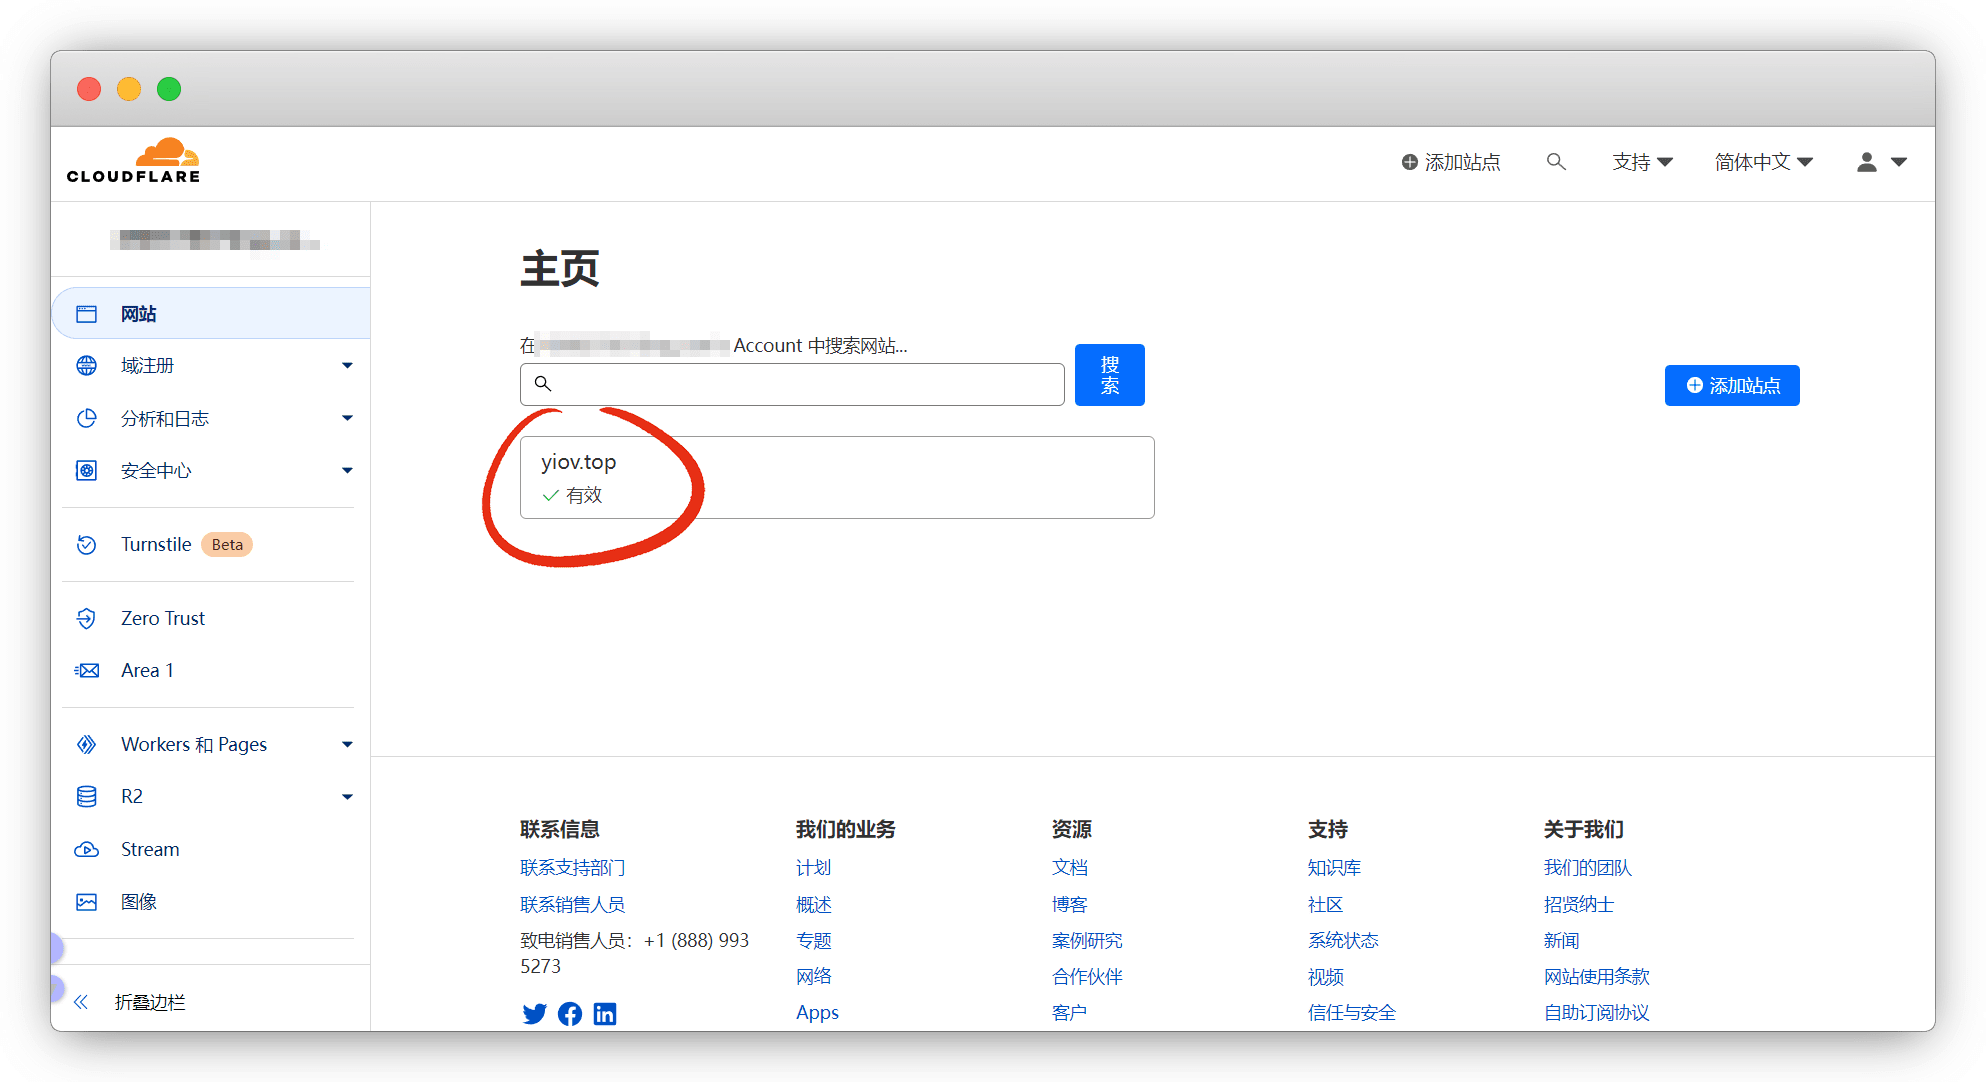 CLOUDFLARE
添加站点
支持
简体中文
网站
域注册
分析和日志
安全中心
Turnstile Beta
Zero Trust
Area 1
Workers 和 Pages
R2
Stream
图像
折叠边栏
主页
在 Account 中搜索网站...
搜
索
添加站点
yiov.top
有效
联系信息
联系支持部门
联系销售人员
致电销售人员：+1 (888) 993
5273
我们的业务
计划
概述
专题
网络
Apps
资源
文档
博客
案例研究
合作伙伴
客户
支持
知识库
社区
系统状态
视频
信任与安全
关于我们
我们的团队
招贤纳士
新闻
网站使用条款
自助订阅协议